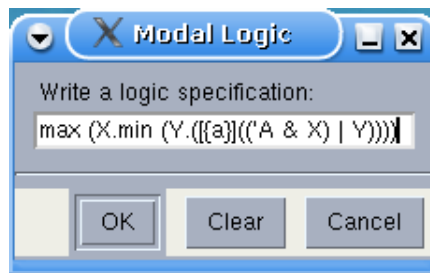 Modal Logic
Write a logic specification:
max (X.min (Y.([{a}](('A & X) | Y))))
OK Clear Cancel